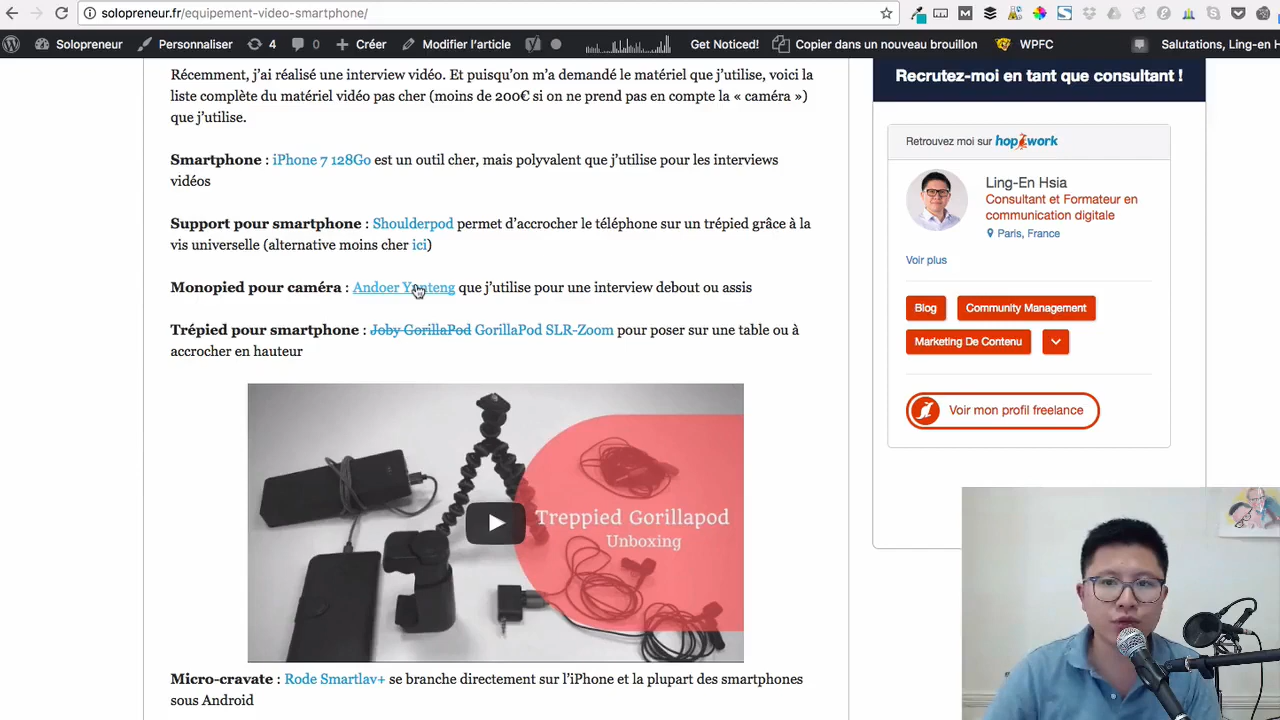 solopreneur.fr/equipement-video-smartphone/
Solopreneur
Personnaliser
4
0
Créer
Modifier l'article
Get Noticed!
Copier dans un nouveau brouillon
WPFC
Salutations, Ling-en H
Récemment, j'ai réalisé une interview vidéo. Et puisqu'on m'a demandé le matériel que j'utilise, voici la
liste complète du matériel vidéo pas cher (moins de 200€ si on ne prend pas en compte la « caméra »)
que j'utilise.
Smartphone : iPhone 7 128Go est un outil cher, mais polyvalent que j'utilise pour les interviews
vidéos
Support pour smartphone : Shoulderpod permet d'accrocher le téléphone sur un trépied grâce à la
vis universelle (alternative moins cher ici)
Monopied pour caméra : Andoer que j'utilise pour une interview debout ou assis
Trépied pour smartphone : Joby GorillaPod GorillaPod SLR-Zoom pour poser sur une table ou à
accrocher en hauteur
Treppied Gorillapod
Unboxing
Micro-cravate : Rode Smartlav+ se branche directement sur l'iPhone et la plupart des smartphones
sous Android
Recrutez-moi en tant que consultant !
Retrouvez moi sur hopwork
Ling-En Hsia
Consultant et Formateur en
communication digitale
Paris, France
Voir plus
Blog
Community Management
Marketing De Contenu
Voir mon profil freelance